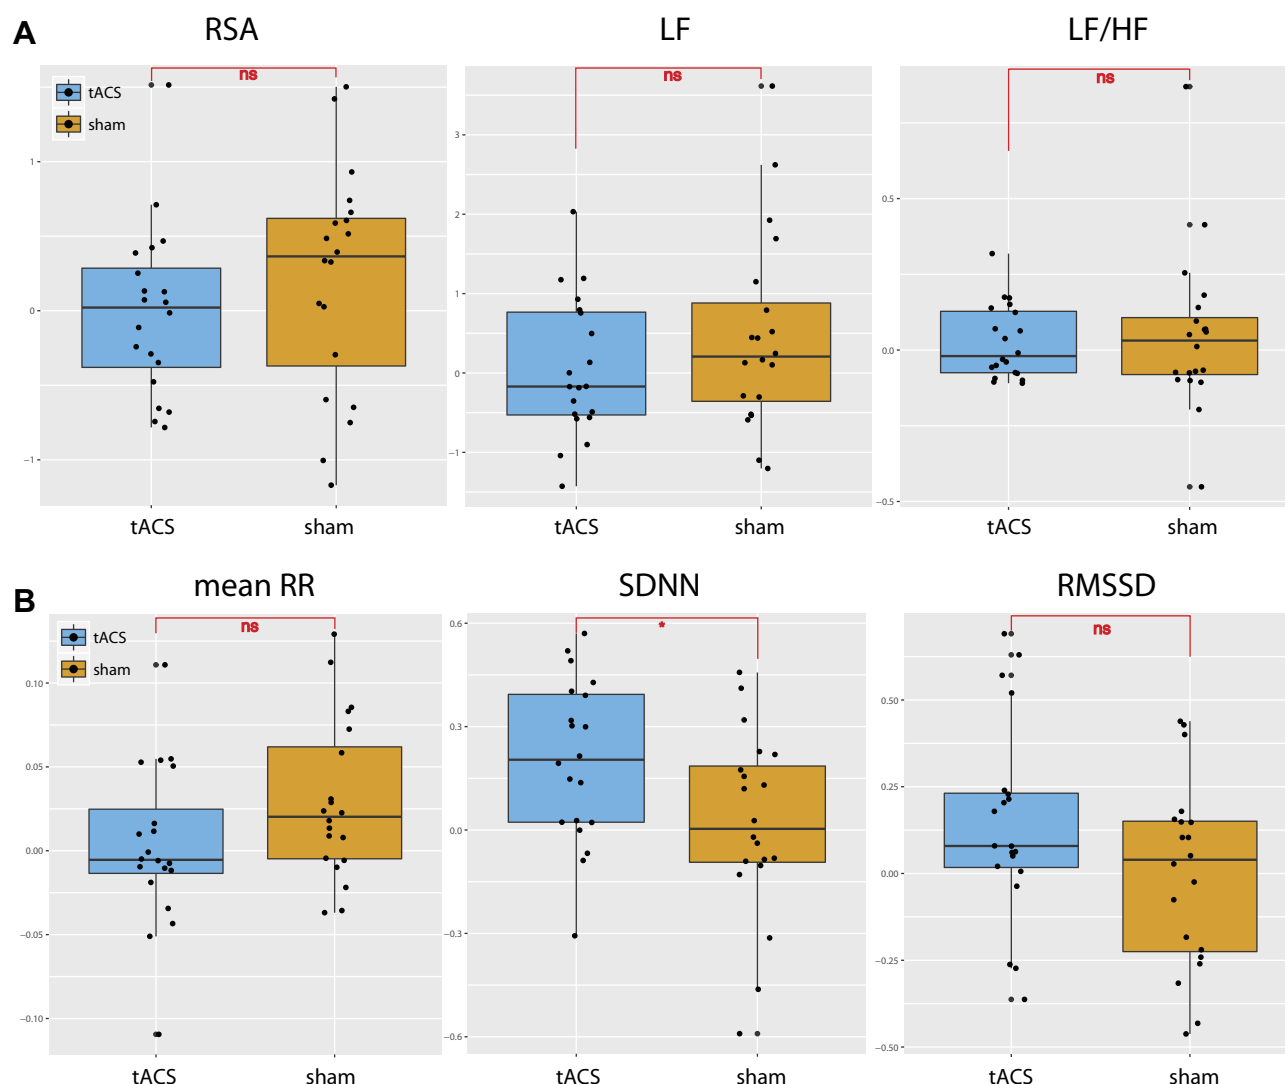 A
RSA
LF
LF/HF
ns
ns
ns
tACS
sham
1
0
−1
3
2
1
0
−1
0.5
0.0
−0.5
tACS
sham
tACS
sham
tACS
sham
B
mean RR
SDNN
RMSSD
ns
*
ns
tACS
sham
0.10
0.05
0.00
−0.05
−0.10
0.6
0.3
0.0
−0.3
−0.6
0.50
0.25
0.00
−0.25
−0.50
tACS
sham
tACS
sham
tACS
sham